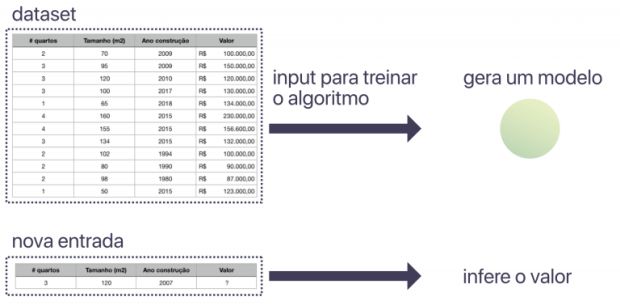 dataset
# quartos Tamanho (m2) Ano construção Valor
2 70 2009 R$ 100.000,00
3 95 2009 R$ 150.000,00
3 120 2010 R$ 120.000,00
3 100 2017 R$ 130.000,00
1 65 2018 R$ 134.000,00
4 160 2015 R$ 230.000,00
4 155 2015 R$ 156.600,00
3 134 2015 R$ 132.000,00
2 102 1994 R$ 100.000,00
2 80 1990 R$ 90.000,00
2 98 1980 R$ 87.000,00
1 50 2015 R$ 123.000,00
input para treinar
o algoritmo
gera um modelo
nova entrada
# quartos Tamanho (m2) Ano construção Valor
3 120 2007 ?
infere o valor